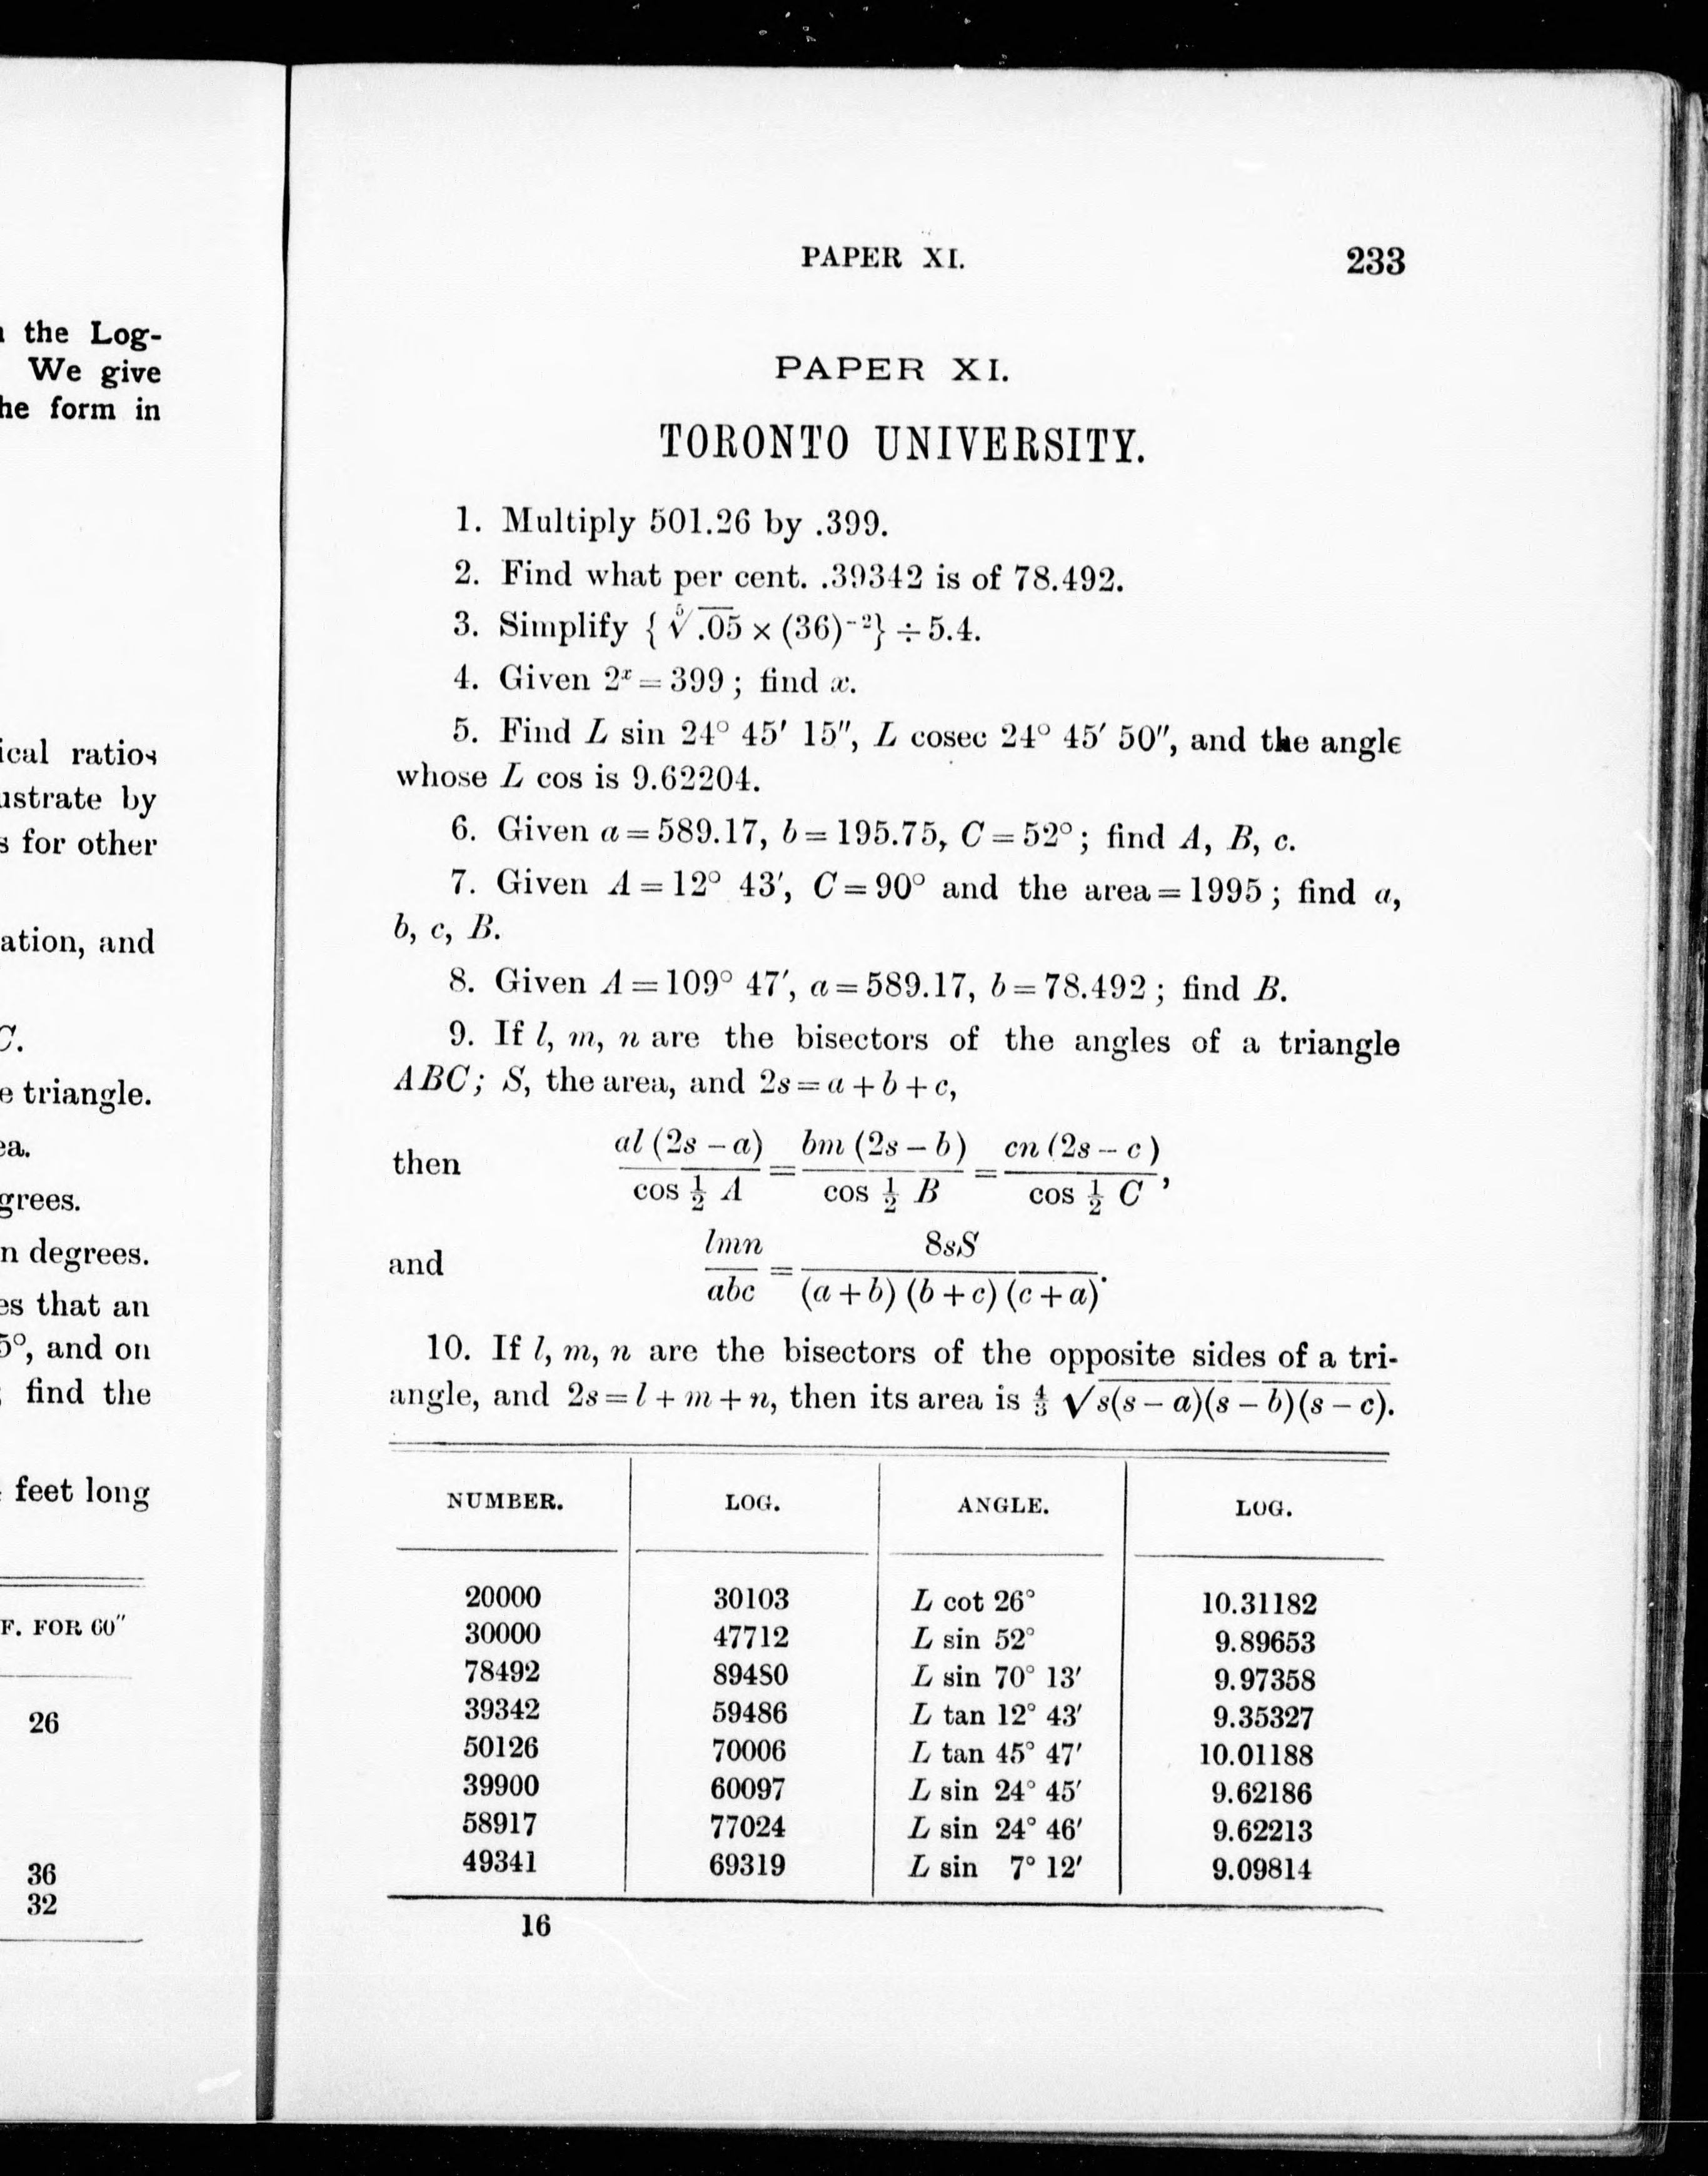 the Log-
We give
he form in
ical ratios
ustrate by
s for other
ation, and
C.
e triangle.
ea.
grees.
n degrees.
es that an
5°, and on
find the
feet long
F. FOR 60"
26
36
32
PAPER XI.
233
PAPER XI.
TORONTO UNIVERSITY.
1. Multiply 501.26 by .399.
2. Find what per cent. .39342 is of 78.492.
3. Simplify { ⁵√.05 × (36)⁻²} ÷ 5.4.
4. Given 2ˣ = 399 ; find x.
5. Find L sin 24° 45′ 15″, L cosec 24° 45′ 50″, and the angle
whose L cos is 9.62204.
6. Given a = 589.17, b = 195.75, C = 52° ; find A, B, c.
7. Given A = 12° 43′, C = 90° and the area = 1995 ; find a,
b, c, B.
8. Given A = 109° 47′, a = 589.17, b = 78.492 ; find B.
9. If l, m, n are the bisectors of the angles of a triangle
ABC; S, the area, and 2s = a + b + c,
then al (2s − a) / cos ½ A = bm (2s − b) / cos ½ B = cn (2s − c) / cos ½ C ,
and lmn / abc = 8sS / (a + b) (b + c) (c + a).
10. If l, m, n are the bisectors of the opposite sides of a tri-
angle, and 2s = l + m + n, then its area is 4/3 √s(s − a)(s − b)(s − c).
NUMBER. LOG. ANGLE. LOG.
20000 30103 L cot 26° 10.31182
30000 47712 L sin 52° 9.89653
78492 89480 L sin 70° 13′ 9.97358
39342 59486 L tan 12° 43′ 9.35327
50126 70006 L tan 45° 47′ 10.01188
39900 60097 L sin 24° 45′ 9.62186
58917 77024 L sin 24° 46′ 9.62213
49341 69319 L sin 7° 12′ 9.09814
16